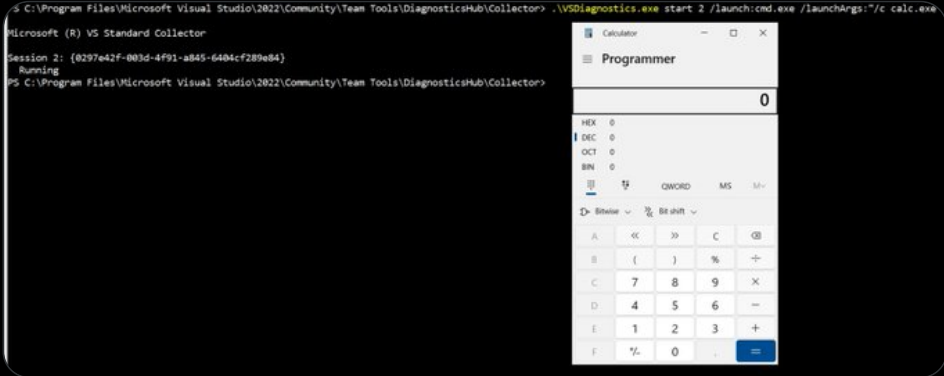 PS C:\Program Files\Microsoft Visual Studio\2022\Community\Team Tools\DiagnosticsHub\Collector> .\VSDiagnostics.exe start 2 /launch:cmd.exe /launchArgs:"/c calc.exe
Microsoft (R) VS Standard Collector
Session 2: {0297e42f-003d-4f91-a845-6404cf289e84}
Running
PS C:\Program Files\Microsoft Visual Studio\2022\Community\Team Tools\DiagnosticsHub\Collector>
Calculator
Programmer
0
HEX 0
DEC 0
OCT 0
BIN 0
QWORD MS M
Bitwise Bit shift
A << >> C
B ( ) % ÷
C 7 8 9 ×
D 4 5 6 −
E 1 2 3 +
F +/- 0 . =